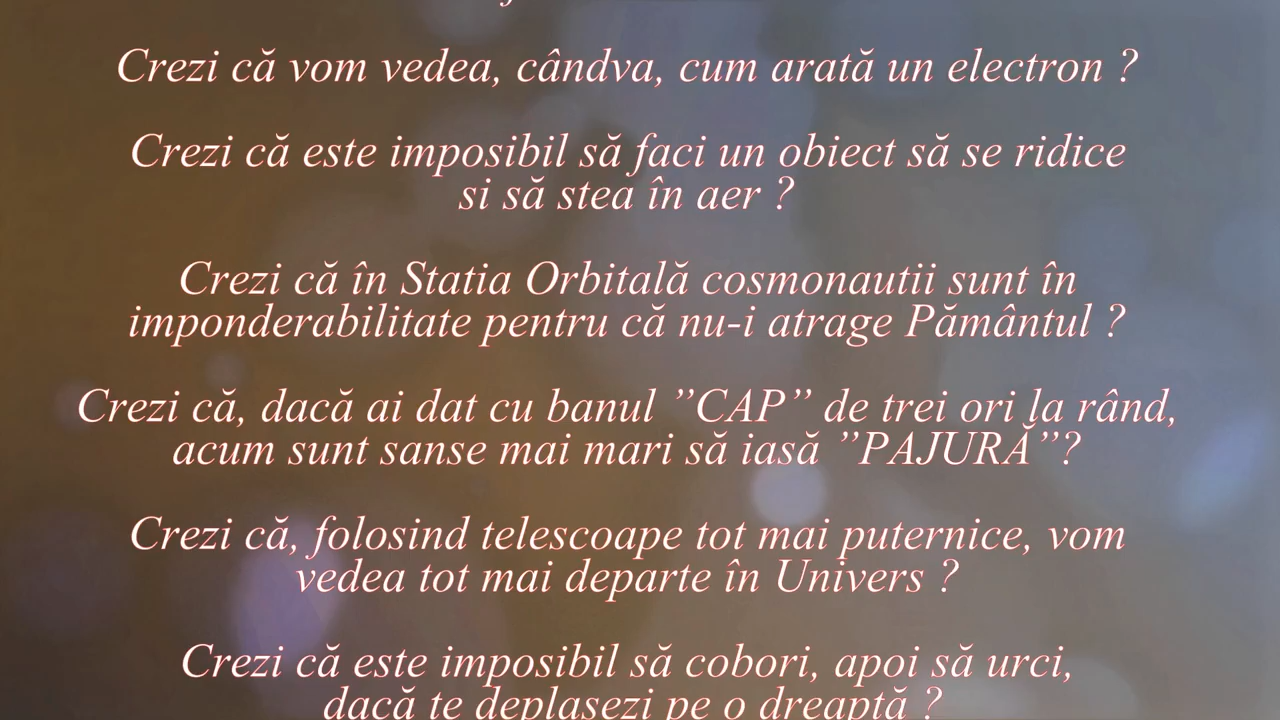 Crezi că vom vedea, cândva, cum arată un electron ?
Crezi că este imposibil să faci un obiect să se ridice
si să stea în aer ?
Crezi că în Statia Orbitală cosmonautii sunt în
imponderabilitate pentru că nu-i atrage Pământul ?
Crezi că, dacă ai dat cu banul ”CAP” de trei ori la rând,
acum sunt sanse mai mari să iasă ”PAJURĂ”?
Crezi că, folosind telescoape tot mai puternice, vom
vedea tot mai departe în Univers ?
Crezi că este imposibil să cobori, apoi să urci,
dacă te deplasezi pe o dreaptă ?